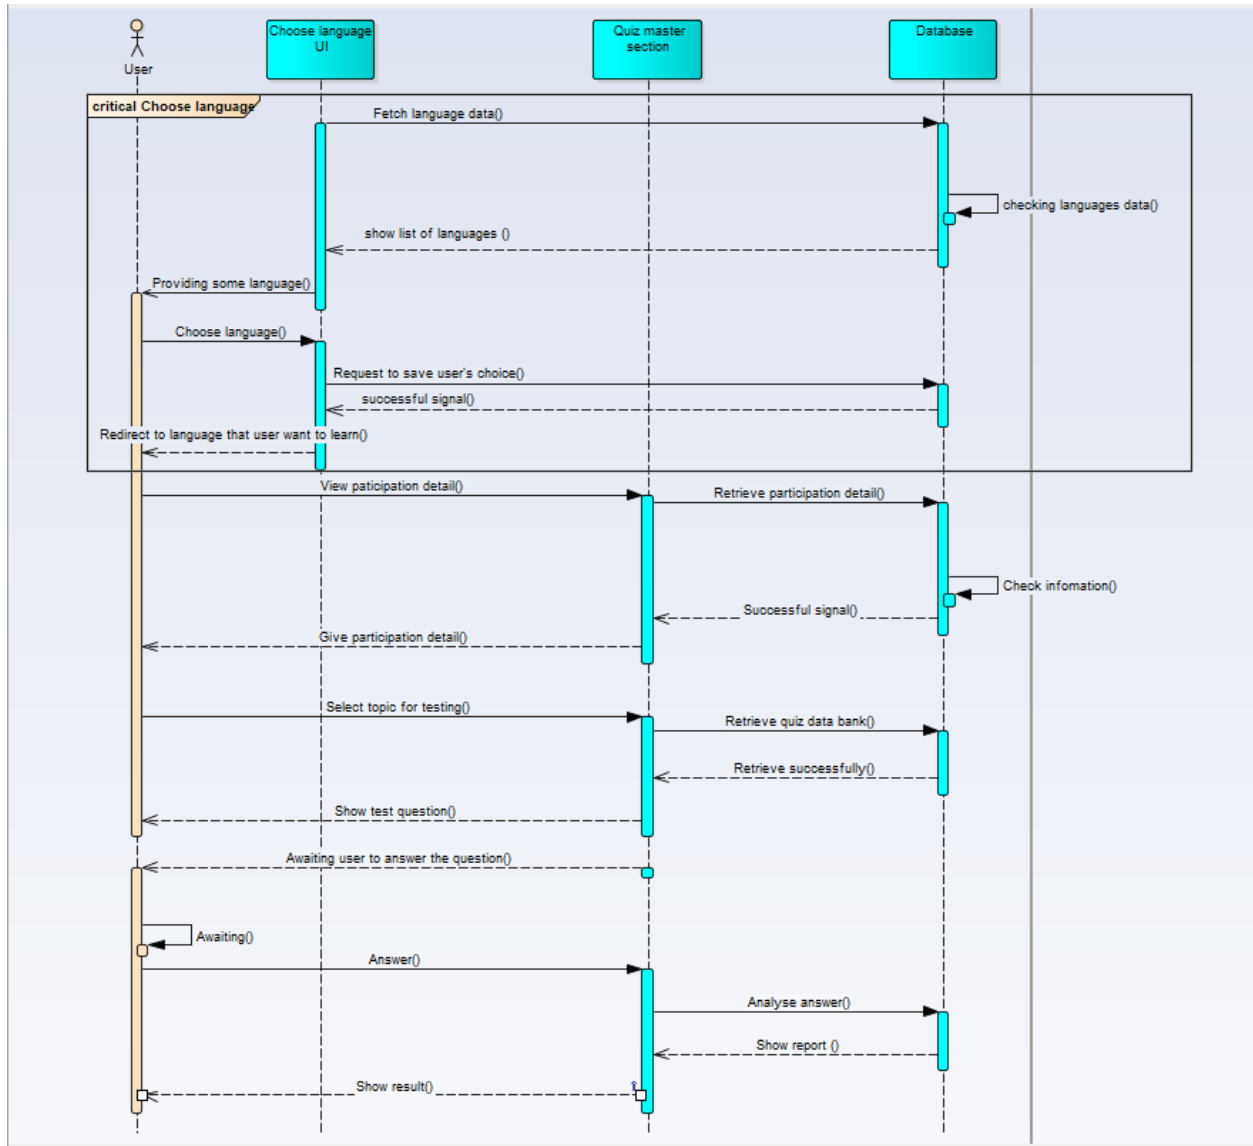 User
Choose language
UI
Quiz master
section
Database
critical Choose language
Fetch language data()
checking languages data()
show list of languages ()
Providing some language()
Choose language()
Request to save user's choice()
successful signal()
Redirect to language that user want to learn()
View paticipation detail()
Retrieve participation detail()
Check infomation()
Successful signal()
Give participation detail()
Select topic for testing()
Retrieve quiz data bank()
Retrieve successfully()
Show test question()
Awaiting user to answer the question()
Awaiting()
Answer()
Analyse answer()
Show report ()
Show result()